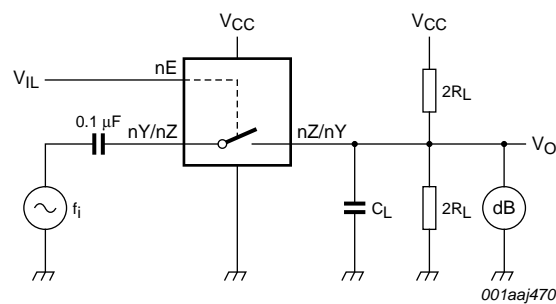 VCC
VCC
nE
VIL
2RL
0.1 μF
nY/nZ
nZ/nY
VO
fi
CL
2RL
dB
001aaj470